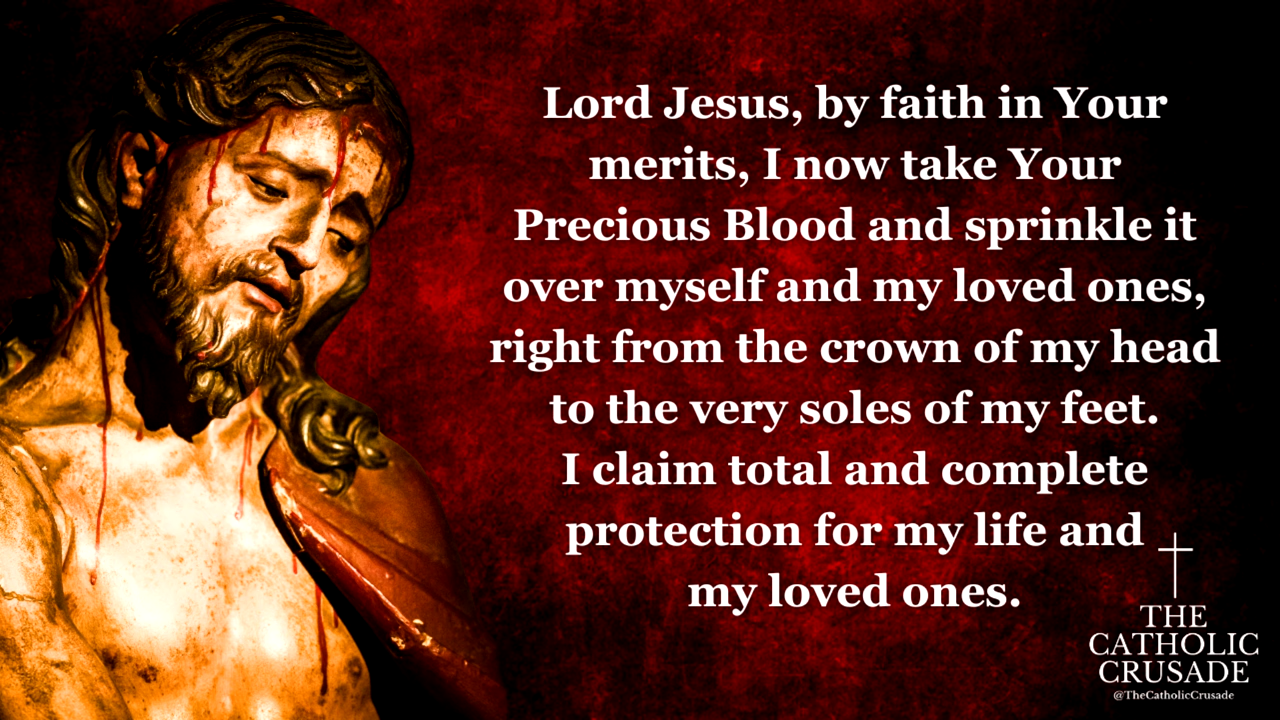 Lord Jesus, by faith in Your
merits, I now take Your
Precious Blood and sprinkle it
over myself and my loved ones,
right from the crown of my head
to the very soles of my feet.
I claim total and complete
protection for my life and
my loved ones.
THE
CATHOLIC
CRUSADE
@TheCatholicCrusade